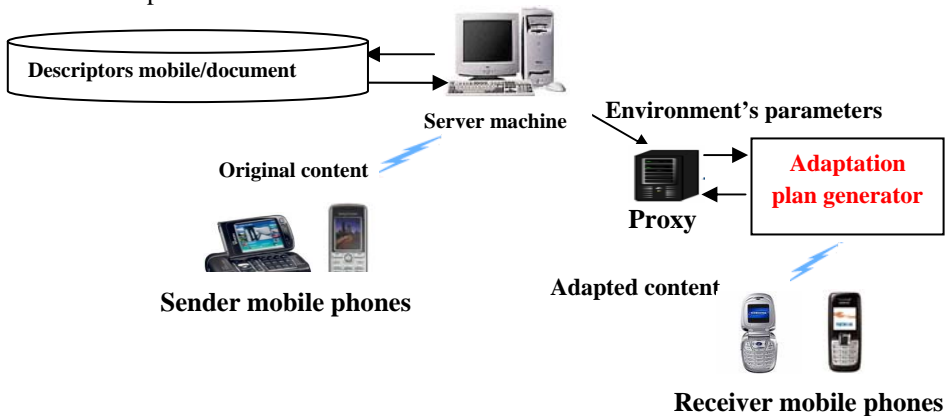 Descriptors mobile/document
Server machine
Environment's parameters
Original content
Adaptation
plan generator
Proxy
Sender mobile phones
Adapted content
Receiver mobile phones